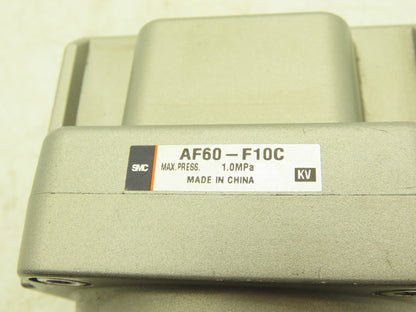 SMC AF60-F10C
MAX.PRESS. 1.0MPa
MADE IN CHINA KV